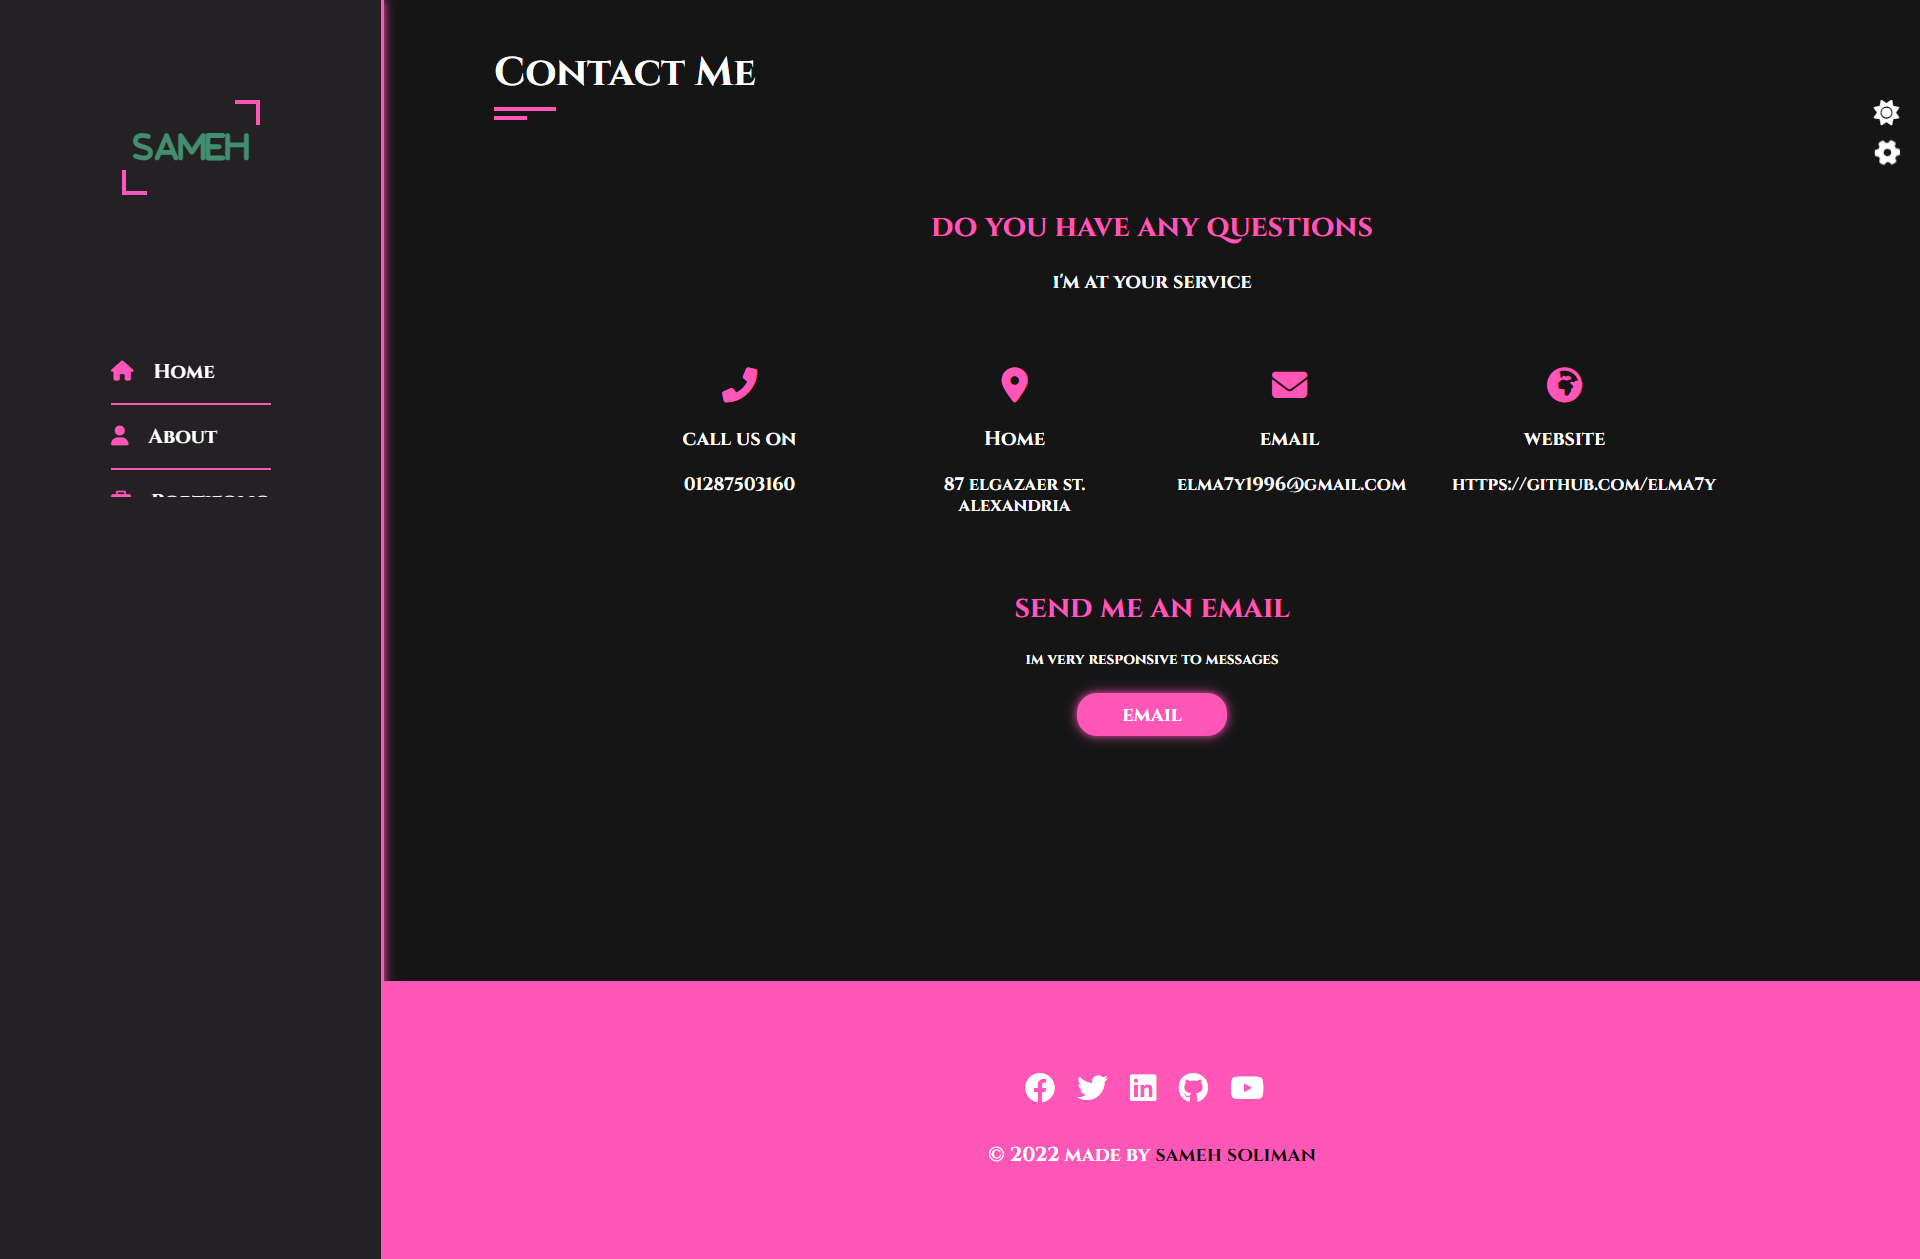 SAMEH
Home
About
Contact Me
do you have any questions
i'm at your service
call us on
Home
email
website
01287503160
87 elgazaer st.
alexandria
elma7y1996@gmail.com
https://github.com/elma7y
send me an email
im very responsive to messages
email
© 2022 made by sameh soliman